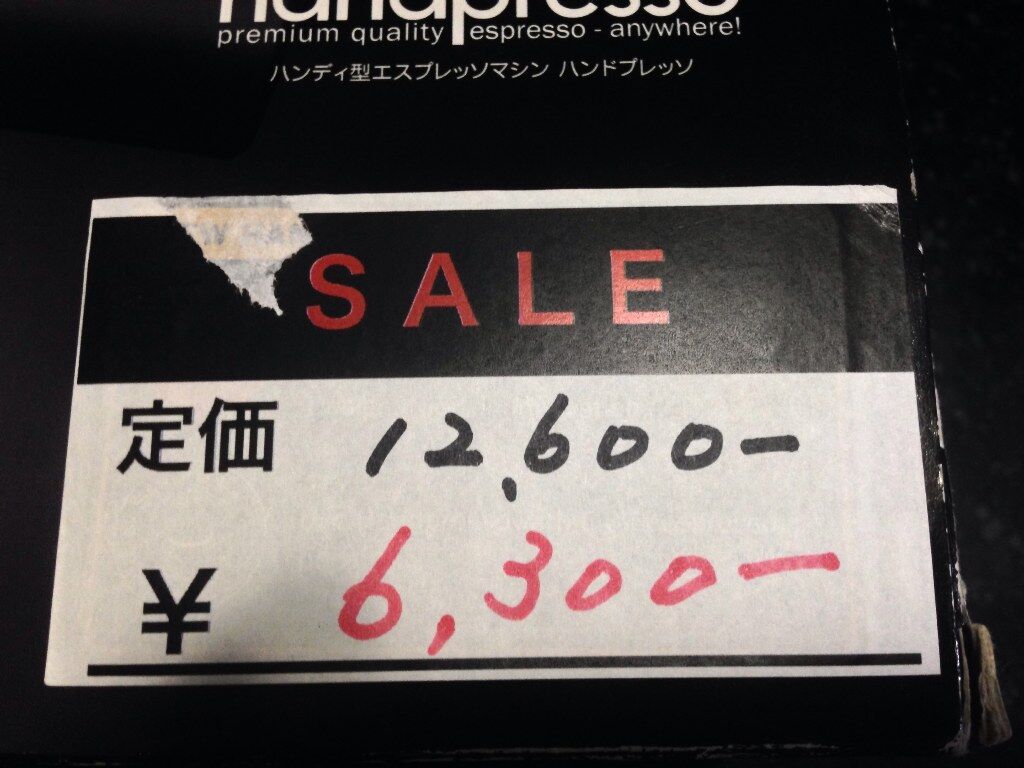 handpresso
premium quality espresso - anywhere!
ハンディ型エスプレッソマシン ハンドプレッソ
SALE
定価 12,600-
¥ 6,300-